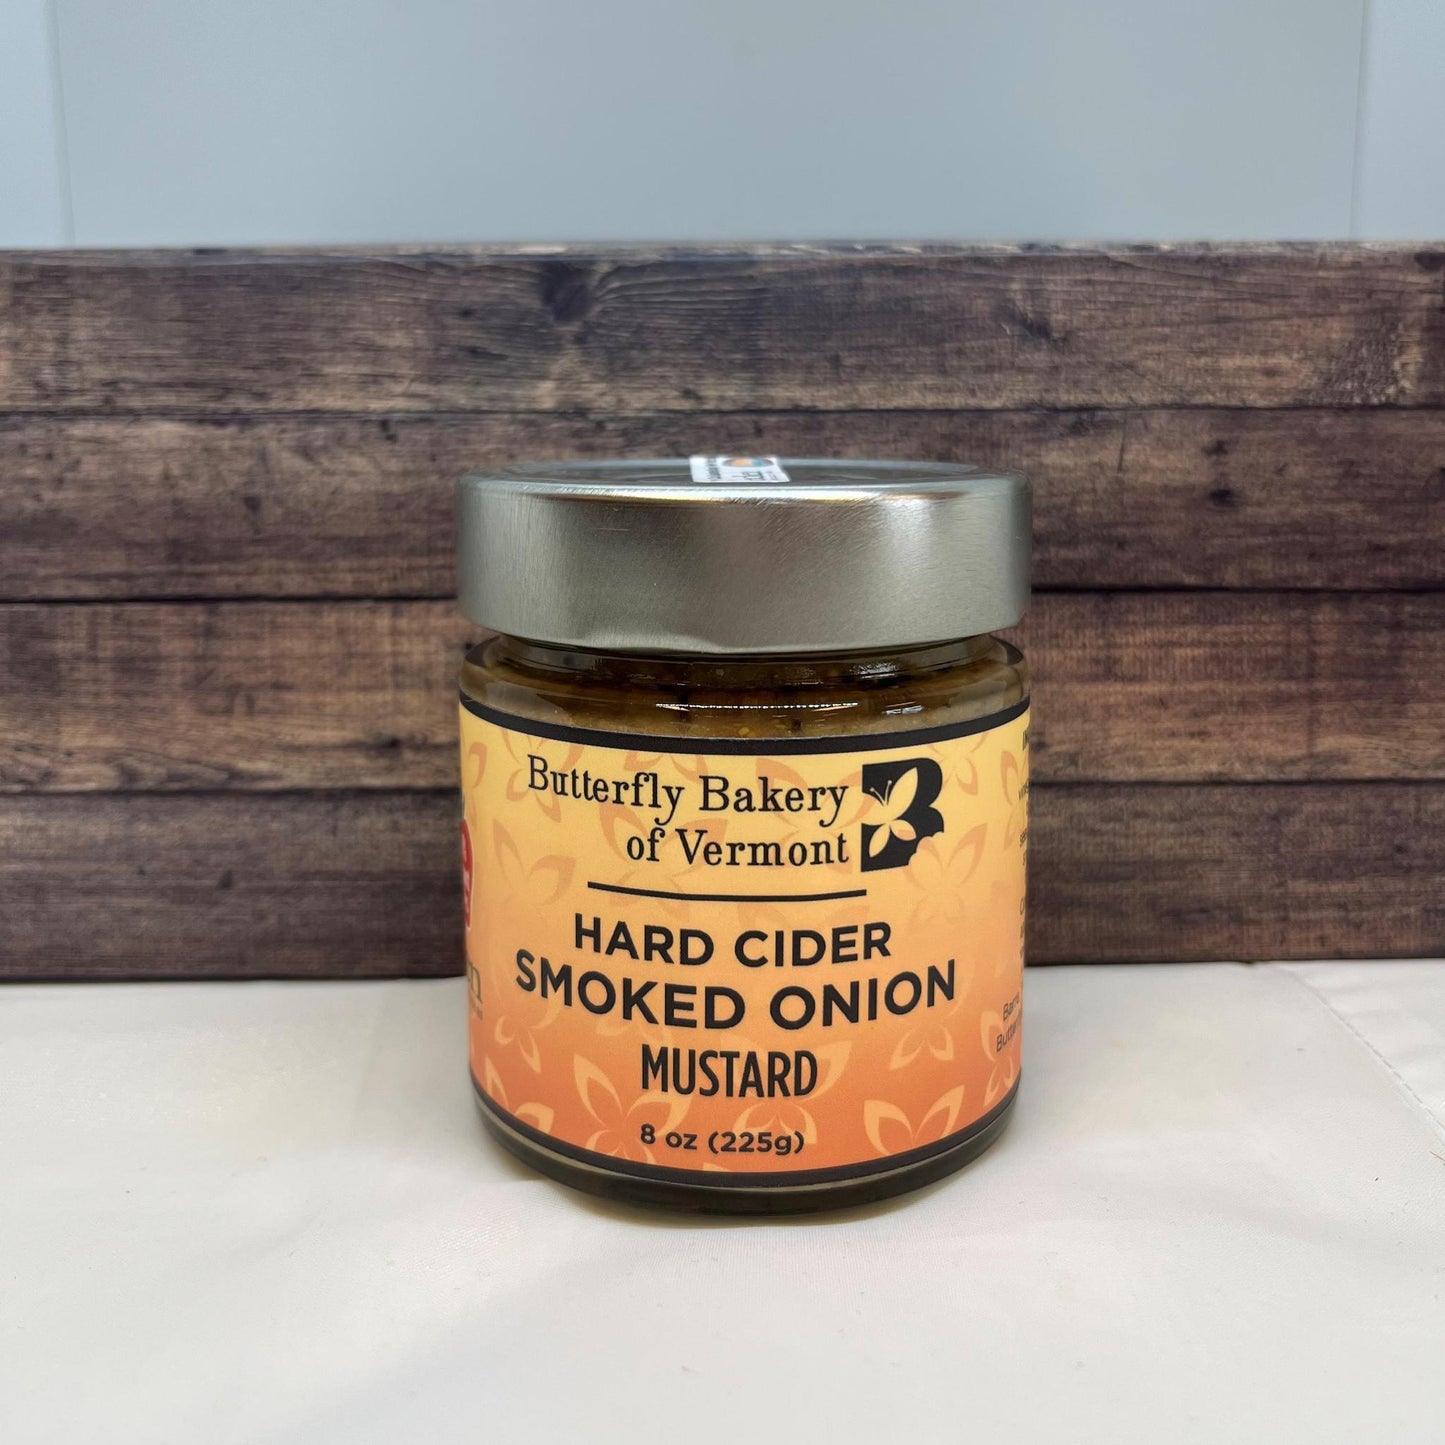 Butterfly Bakery
of Vermont
HARD CIDER
SMOKED ONION
MUSTARD
8 oz (225g)